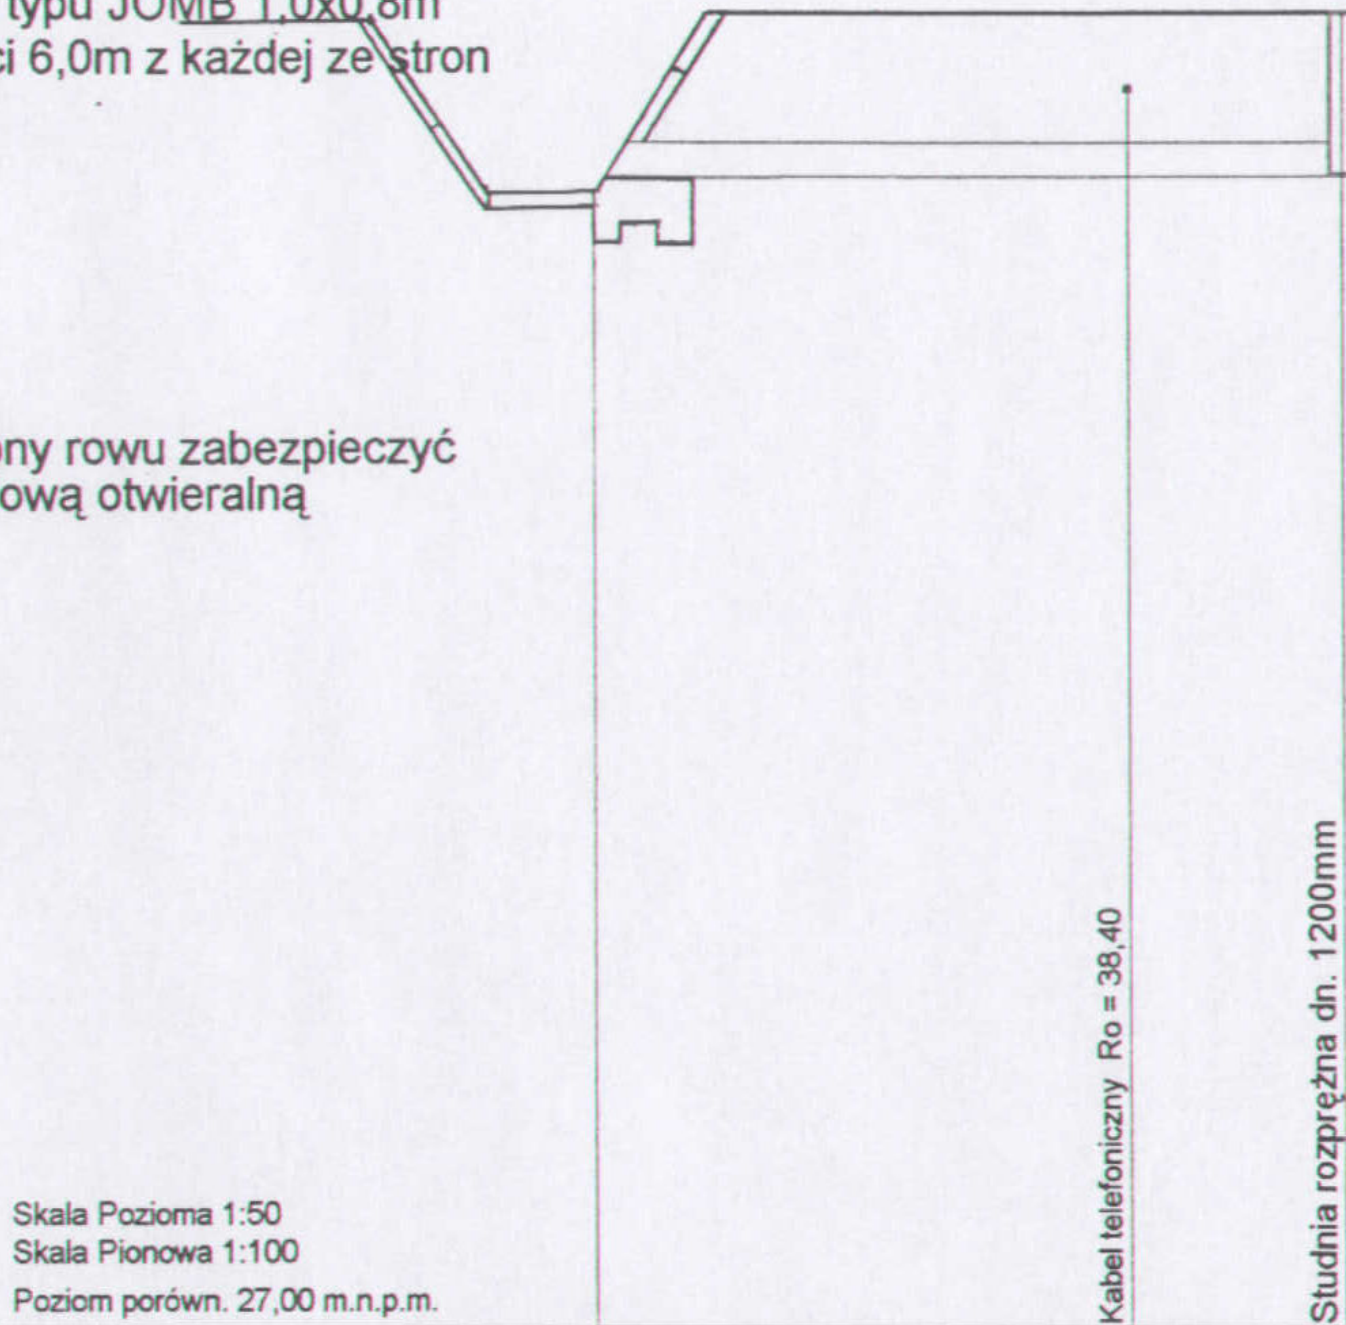 typu JOMB 1,0x0,8m
ci 6,0m z każdej ze stron
ony rowu zabezpieczyć
ową otwieralną
Skala Pozioma 1:50
Skala Pionowa 1:100
Poziom porówn. 27,00 m.n.p.m.
Kabel telefoniczny Ro = 38,40
Studnia rozprężna dn. 1200mm